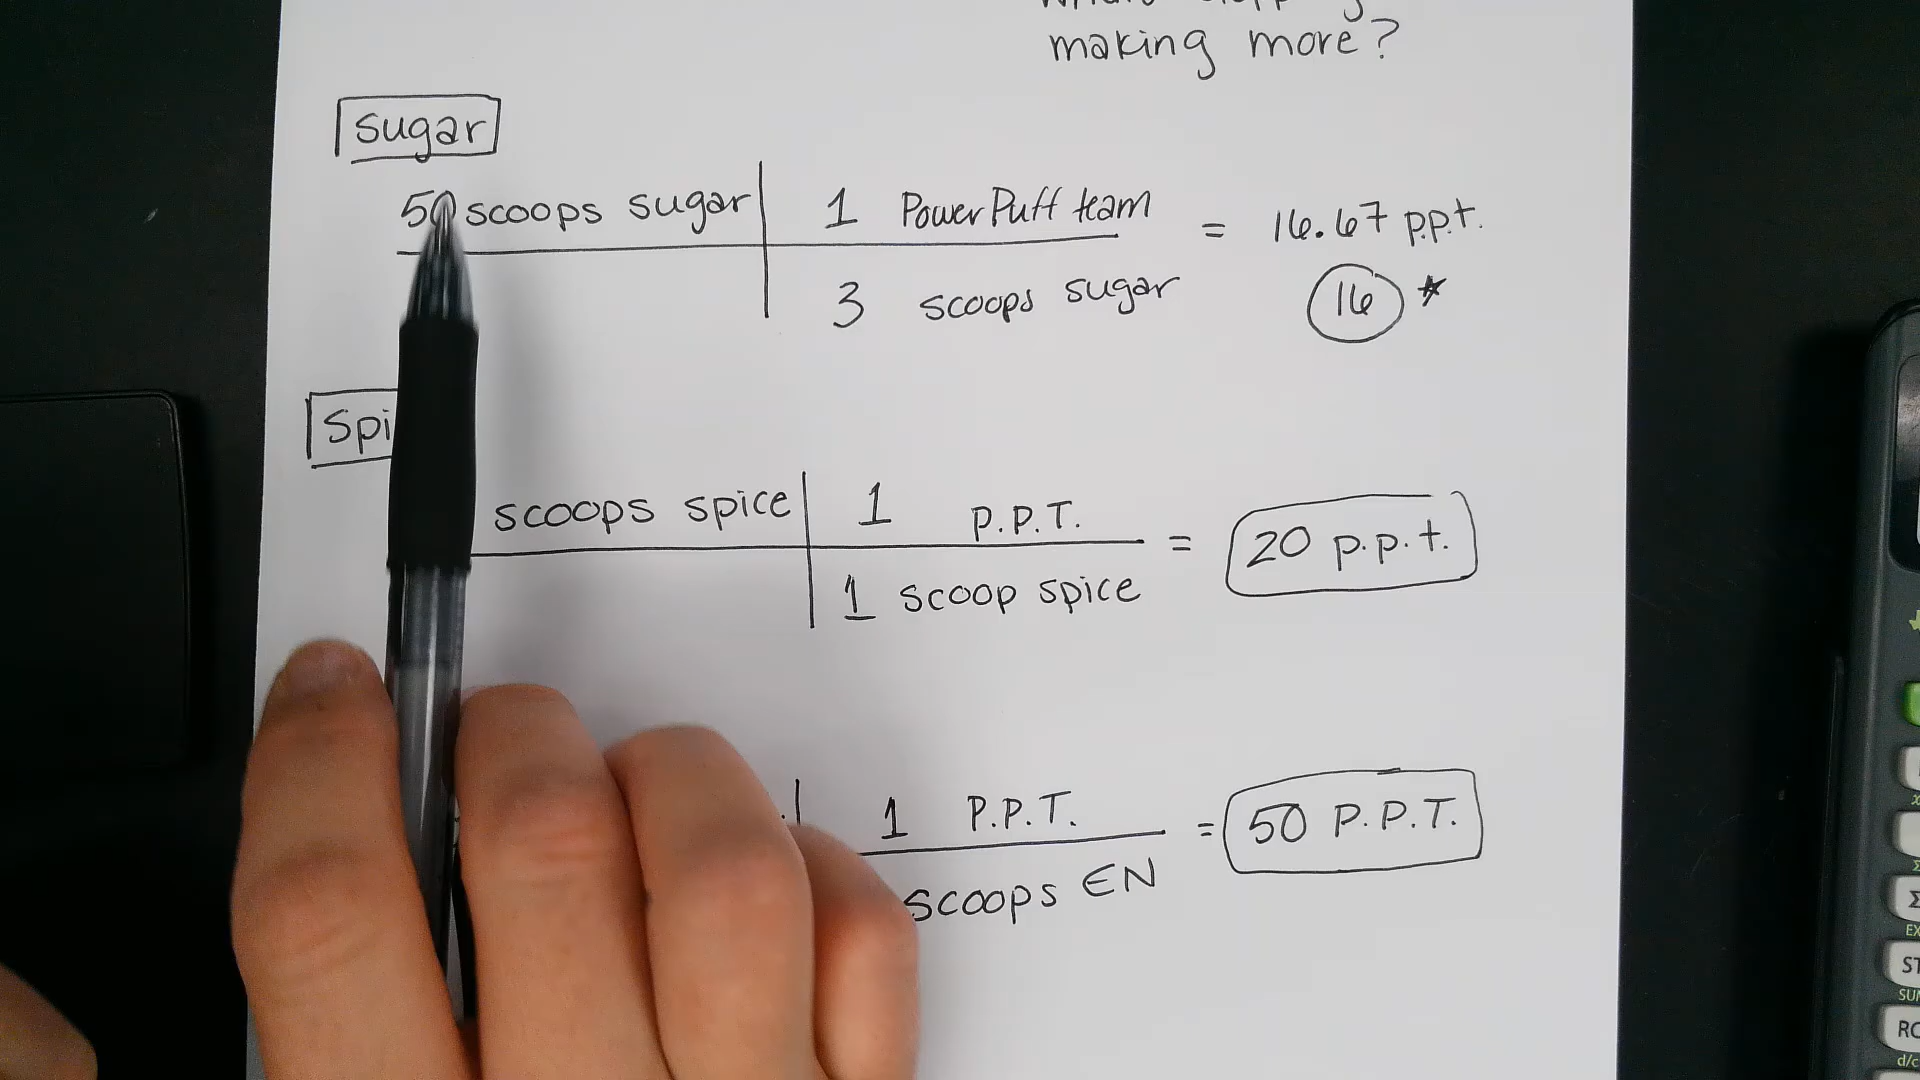 making more?
sugar
50 scoops sugar 1 PowerPuff team = 16.67 p.p.t.
3 scoops sugar 16 *
Spi
scoops spice 1 P.P.T. = 20 p.p.t.
1 scoop spice
1 P.P.T. = 50 P.P.T.
scoops EN